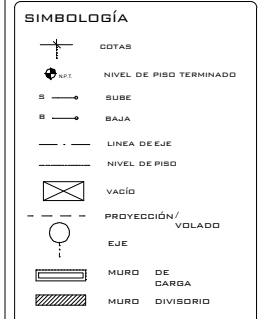 SIMBOLOGÍA
COTAS
N.P.T. NIVEL DE PISO TERMINADO
S SUBE
B BAJA
LINEA DE EJE
NIVEL DE PISO
VACÍO
PROYECCIÓN/
VOLADO
EJE
MURO DE
CARGA
MURO DIVISORIO